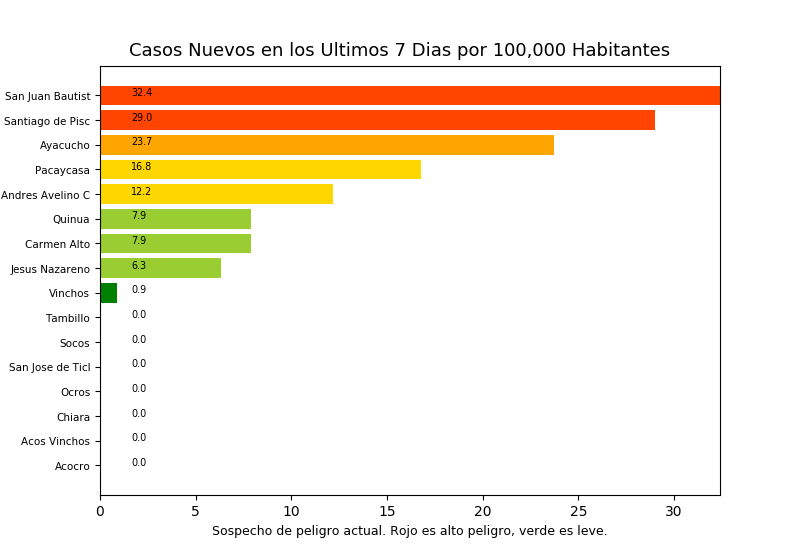 Casos Nuevos en los Ultimos 7 Dias por 100,000 Habitantes
San Juan Bautist 32.4
Santiago de Pisc 29.0
Ayacucho 23.7
Pacaycasa 16.8
Andres Avelino C 12.2
Quinua 7.9
Carmen Alto 7.9
Jesus Nazareno 6.3
Vinchos 0.9
Tambillo 0.0
Socos 0.0
San Jose de Ticl 0.0
Ocros 0.0
Chiara 0.0
Acos Vinchos 0.0
Acocro 0.0
0 5 10 15 20 25 30
Sospecho de peligro actual. Rojo es alto peligro, verde es leve.